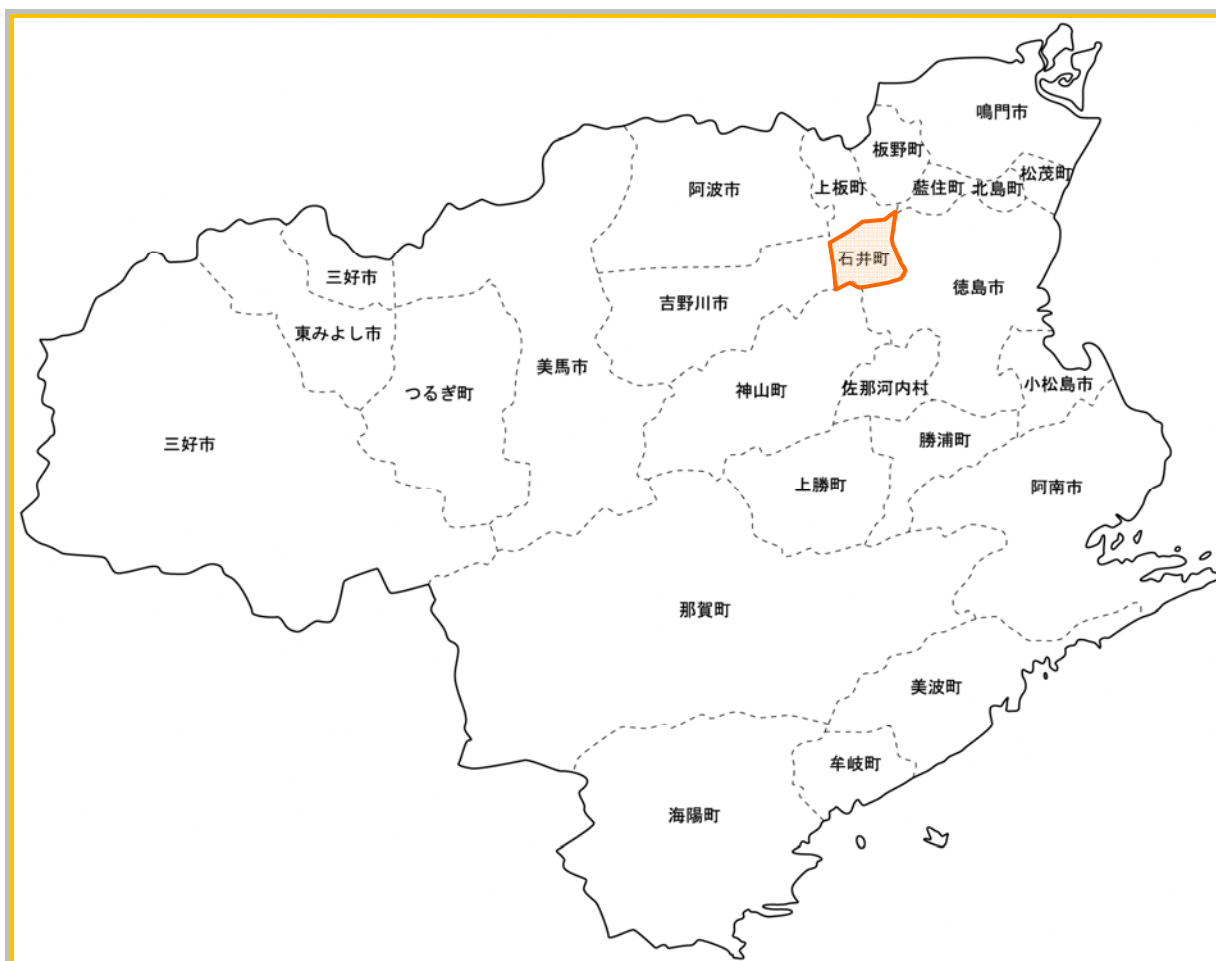 鳴門市
板野町
松茂町
阿波市
上板町
藍住町
北島町
石井町
三好市
徳島市
吉野川市
東みよし市
美馬市
小松島市
つるぎ町
神山町
佐那河内村
三好市
勝浦町
上勝町
阿南市
那賀町
美波町
牟岐町
海陽町